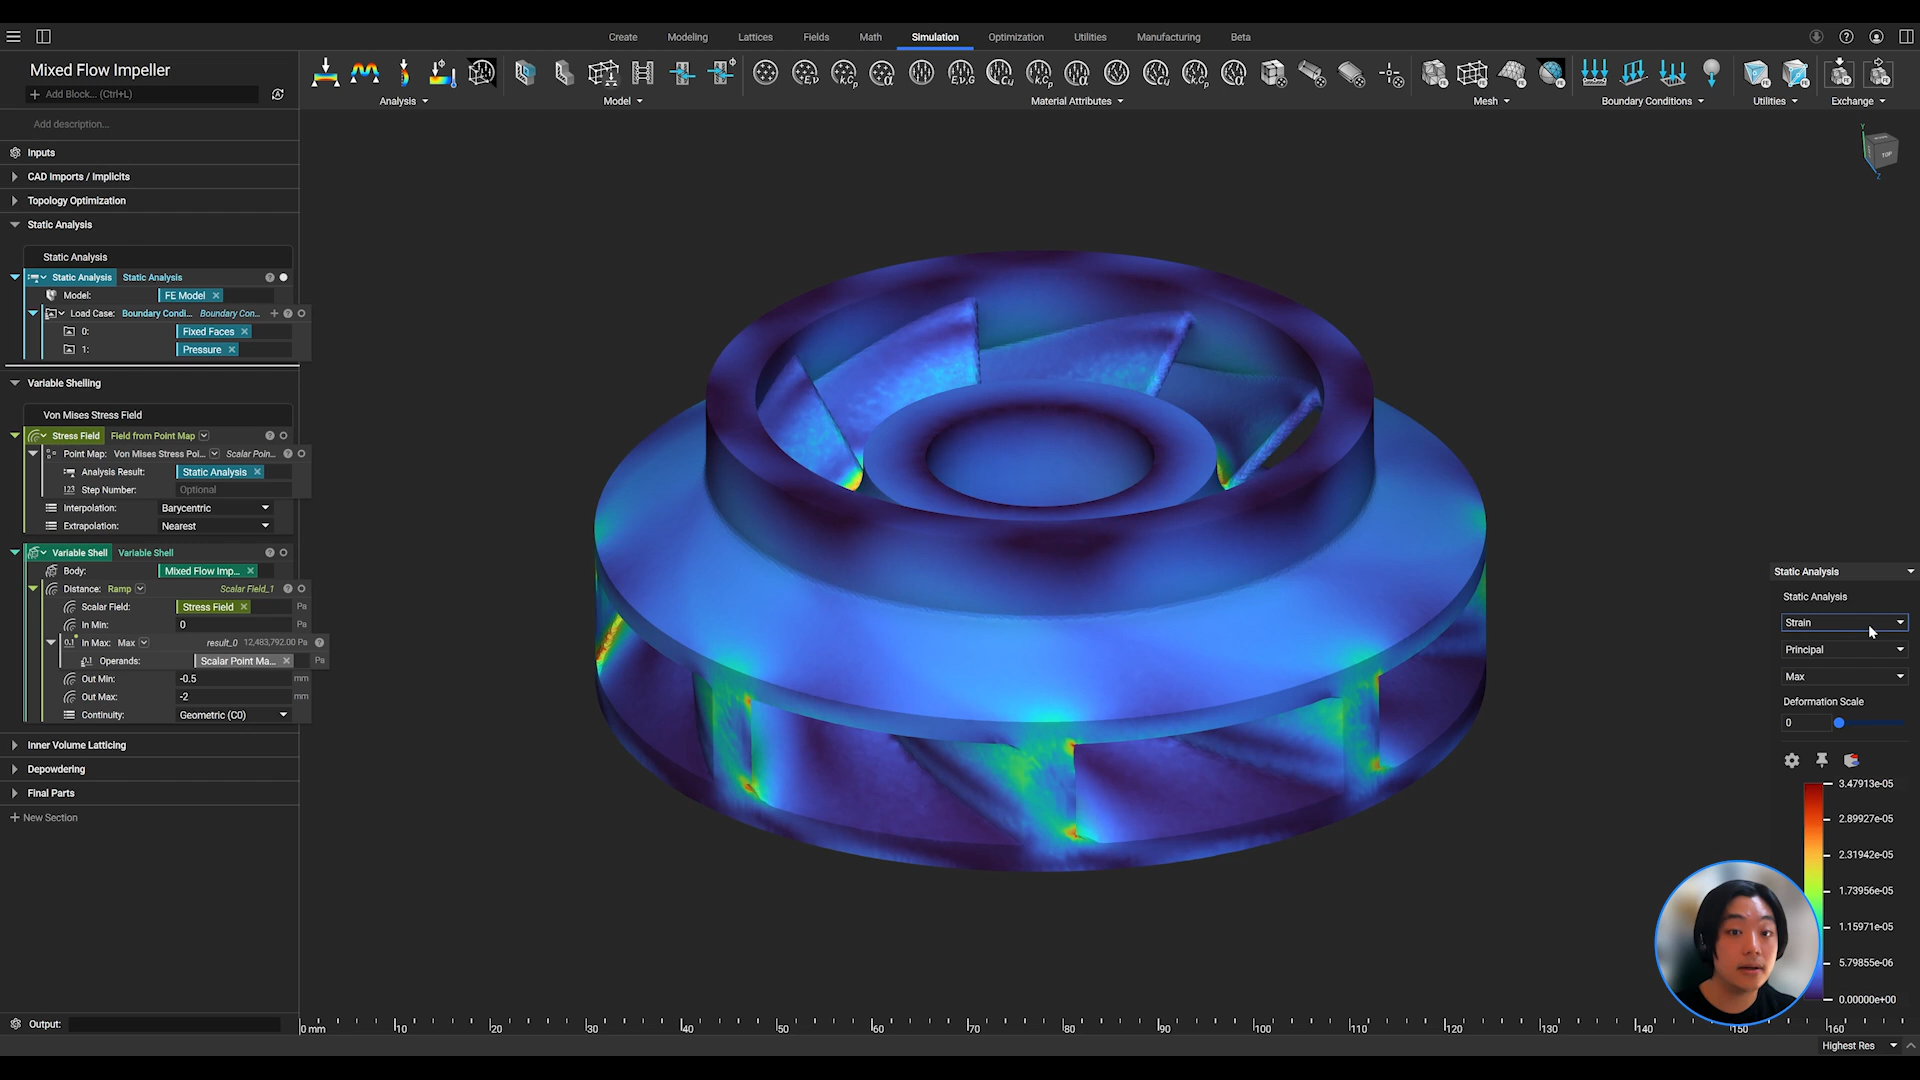 Create Modeling Lattices Fields Math Simulation Optimization Utilities Manufacturing Beta
Mixed Flow Impeller
Add Block... (Ctrl+L)
Analysis Model Material Attributes Mesh Boundary Conditions Utilities Exchange
Add description...
Inputs
CAD Imports / Implicits
Topology Optimization
Static Analysis
Static Analysis
Static Analysis Static Analysis
Model: FE Model
Load Case: Boundary Condi... Boundary Con...
0: Fixed Faces
1: Pressure
Variable Shelling
Von Mises Stress Field
Stress Field Field from Point Map
Point Map: Von Mises Stress Poi... Scalar Poin...
Analysis Result: Static Analysis
123 Step Number: Optional
Interpolation: Barycentric
Extrapolation: Nearest
Variable Shell Variable Shell
Body: Mixed Flow Imp...
Distance: Ramp Scalar Field_1
Scalar Field: Stress Field Pa
In Min: 0 Pa
0.1 In Max: Max result_0 12,483,792.00 Pa
0.1 Operands: Scalar Point Ma... Pa
Out Min: -0.5 mm
Out Max: -2 mm
Continuity: Geometric (C0)
Inner Volume Latticing
Depowdering
Final Parts
New Section
Output:
TOP
Y
Z
Static Analysis
Static Analysis
Strain
Principal
Max
Deformation Scale
0
3.47913e-05
2.89927e-05
2.31942e-05
1.73956e-05
1.15971e-05
5.79855e-06
0.00000e+00
0 mm 10 20 30 40 50 60 70 80 90 100 110 120 130 140 150 160
Highest Res